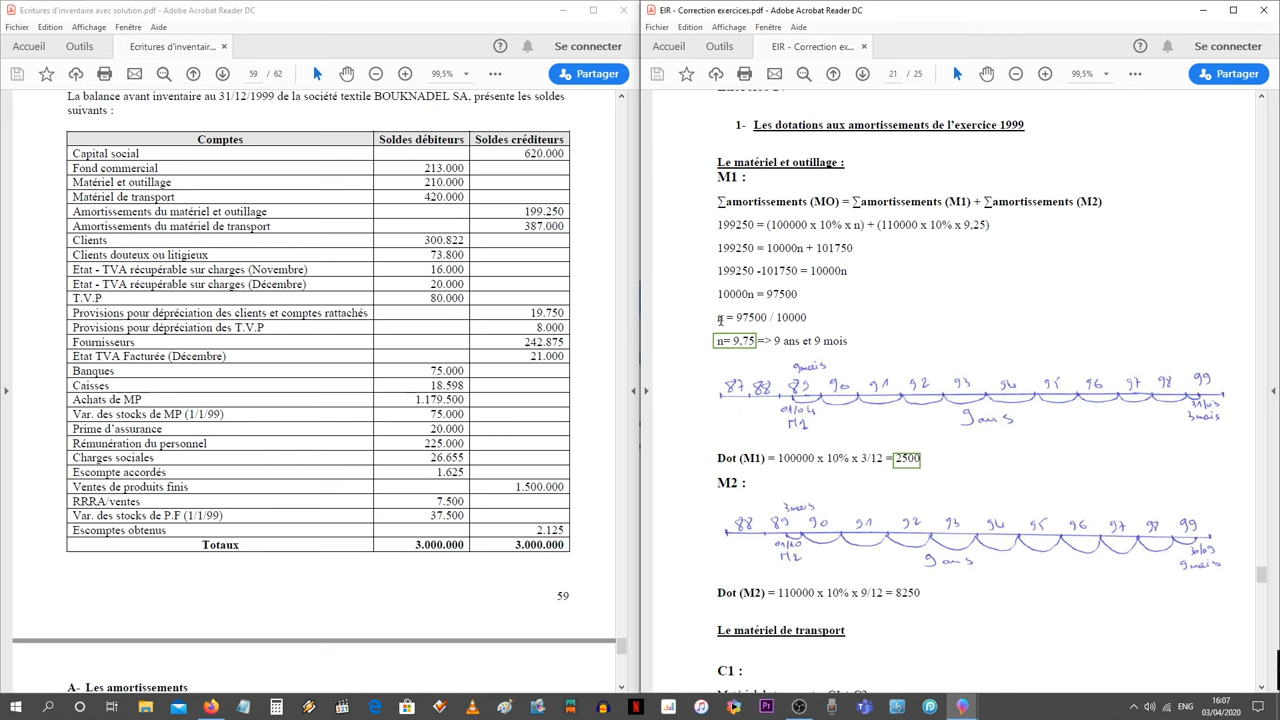 Ecritures d'inventaire avec solution.pdf - Adobe Acrobat Reader DC
Fichier Edition Affichage Fenêtre Aide
Accueil Outils Ecritures d'inventaire... × Se connecter
59 / 62 99,5% Partager
La balance avant inventaire au 31/12/1999 de la société textile BOUKNADEL SA, présente les soldes
suivants :
Comptes Soldes débiteurs Soldes créditeurs
Capital social 620.000
Fond commercial 213.000
Matériel et outillage 210.000
Matériel de transport 420.000
Amortissements du matériel et outillage 199.250
Amortissements du matériel de transport 387.000
Clients 300.822
Clients douteux ou litigieux 73.800
Etat - TVA récupérable sur charges (Novembre) 16.000
Etat - TVA récupérable sur charges (Décembre) 20.000
T.V.P 80.000
Provisions pour dépréciation des clients et comptes rattachés 19.750
Provisions pour dépréciation des T.V.P 8.000
Fournisseurs 242.875
Etat TVA Facturée (Décembre) 21.000
Banques 75.000
Caisses 18.598
Achats de MP 1.179.500
Var. des stocks de MP (1/1/99) 75.000
Prime d'assurance 20.000
Rémunération du personnel 225.000
Charges sociales 26.655
Escompte accordés 1.625
Ventes de produits finis 1.500.000
RRRA/ventes 7.500
Var. des stocks de P.F (1/1/99) 37.500
Escomptes obtenus 2.125
Totaux 3.000.000 3.000.000
59
A- Les amortissements
EIR - Correction exercices.pdf - Adobe Acrobat Reader DC
Fichier Edition Affichage Fenêtre Aide
Accueil Outils EIR - Correction ex... × Se connecter
21 / 25 99,5% Partager
1- Les dotations aux amortissements de l'exercice 1999
Le matériel et outillage :
M1 :
∑amortissements (MO) = ∑amortissements (M1) + ∑amortissements (M2)
199250 = (100000 x 10% x n) + (110000 x 10% x 9,25)
199250 = 10000n + 101750
199250 -101750 = 10000n
10000n = 97500
n = 97500 / 10000
n= 9,75 => 9 ans et 9 mois
9mois
87 88 89 90 91 92 93 94 95 96 97 98 99
01/04 9 ans 31/03
M1 3mois
Dot (M1) = 100000 x 10% x 3/12 = 2500
M2 :
3mois
88 89 90 91 92 93 94 95 96 97 98 99
01/10 30/09
M2 9 ans 9mois
Dot (M2) = 110000 x 10% x 9/12 = 8250
Le matériel de transport
C1 :
16:07
03/04/2020